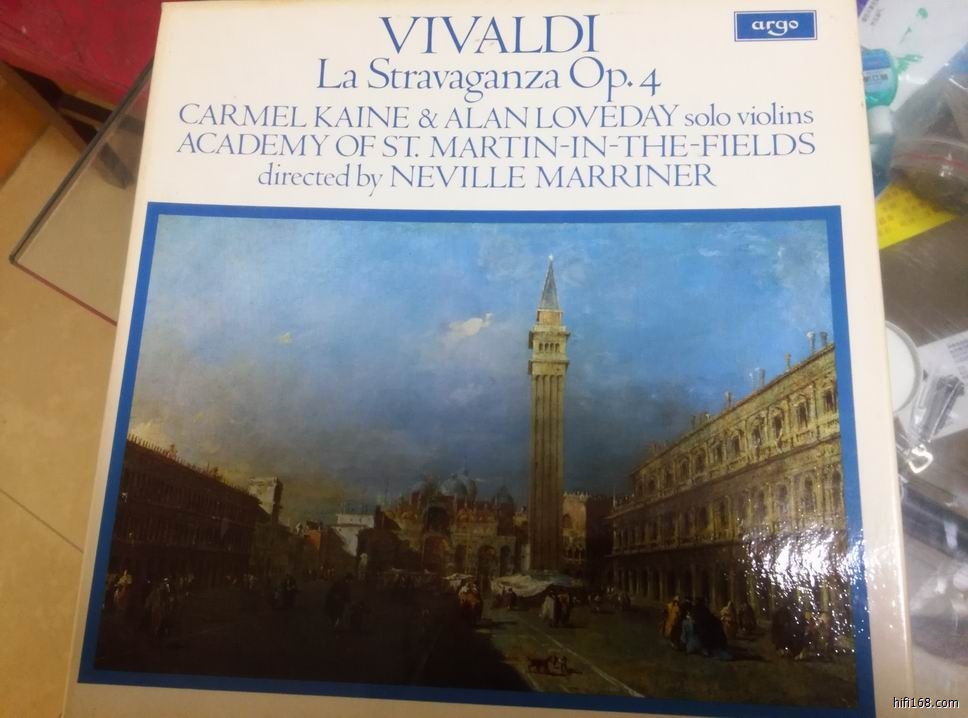 VIVALDI
argo
La Stravaganza Op. 4
CARMEL KAINE & ALAN LOVEDAY solo violins
ACADEMY OF ST. MARTIN-IN-THE-FIELDS
directed by NEVILLE MARRINER
hifi168.com